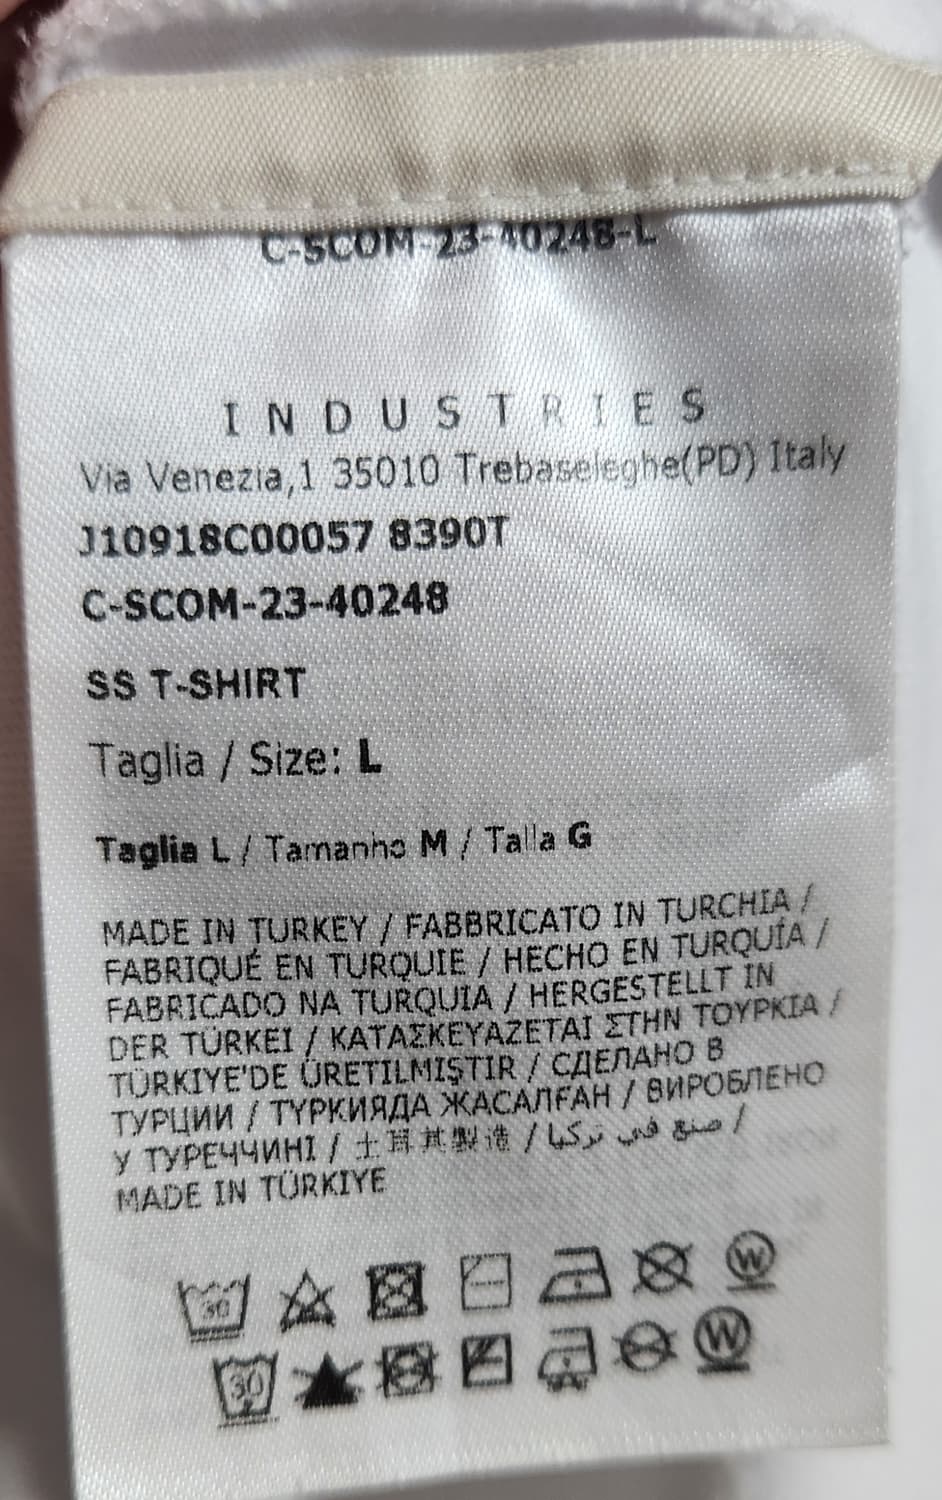 C-SCOM-23-40248-L
INDUSTRIES
Via Venezia,1 35010 Trebaseleghe(PD) Italy
J10918C00057 8390T
C-SCOM-23-40248
SS T-SHIRT
Taglia / Size: L
Taglia L / Tamanho M / Talla G
MADE IN TURKEY / FABBRICATO IN TURCHIA /
FABRIQUÉ EN TURQUIE / HECHO EN TURQUÍA /
FABRICADO NA TURQUIA / HERGESTELLT IN
DER TÜRKEI / ΚΑΤΑΣΚΕΥΑΖΕΤΑΙ ΣΤΗΝ ΤΟΥΡΚΙΑ /
TÜRKIYE'DE ÜRETILMIŞTIR / СДЕЛАНО В
ТУРЦИИ / ТҮРКИЯДА ЖАСАЛҒАН / ВИРОБЛЕНО
У ТУРЕЧЧИНІ / 土耳其製造 / صنع في تركيا /
MADE IN TÜRKIYE
30 W
30 W